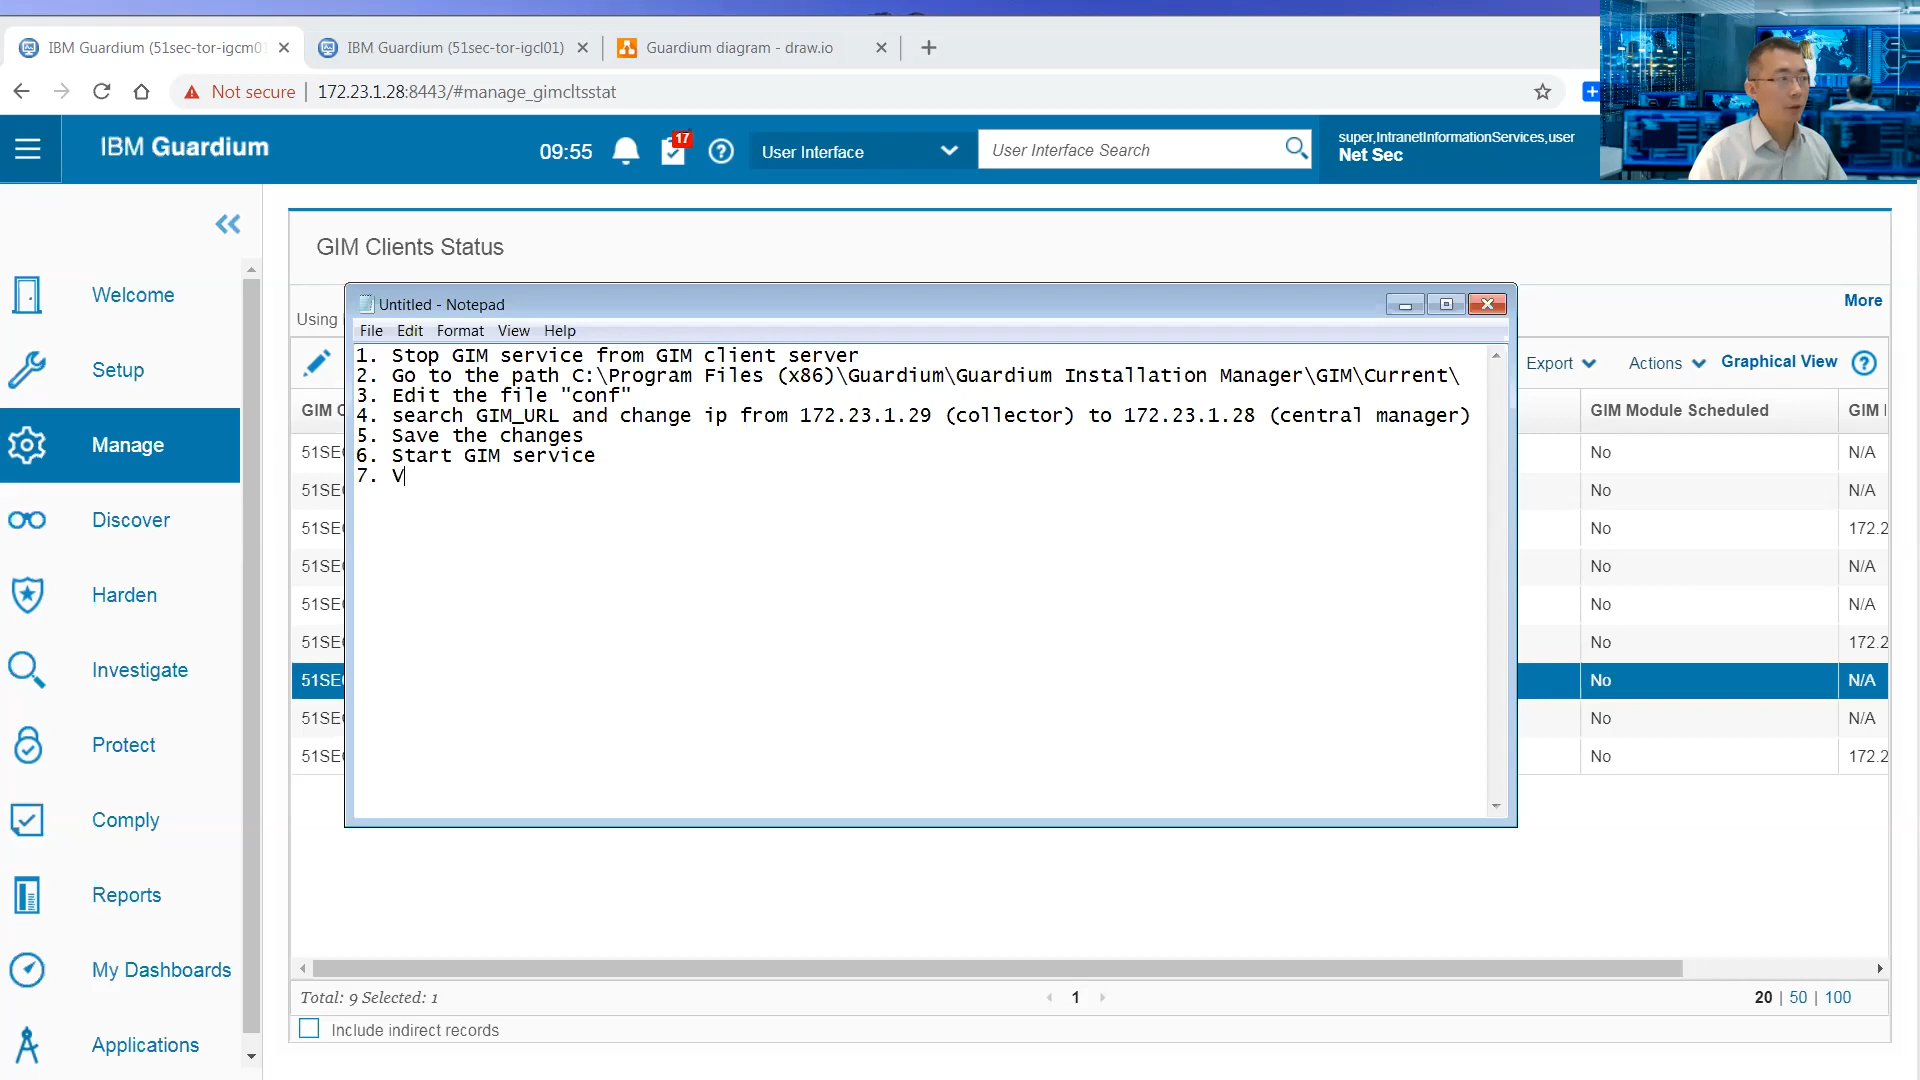 IBM Guardium (51sec-tor-igcm01
IBM Guardium (51sec-tor-igcl01)
Guardium diagram - draw.io
Not secure
172.23.1.28:8443/#manage_gimcltsstat
IBM Guardium
09:55
17
User Interface
User Interface Search
super,IntranetInformationServices,user
Net Sec
GIM Clients Status
Using
More
Export
Actions
Graphical View
Untitled - Notepad
File Edit Format View Help
1. Stop GIM service from GIM client server
2. Go to the path C:\Program Files (x86)\Guardium\Guardium Installation Manager\GIM\Current\
3. Edit the file "conf"
4. search GIM_URL and change ip from 172.23.1.29 (collector) to 172.23.1.28 (central manager)
5. Save the changes
6. Start GIM service
7. V
GIM Module Scheduled
No N/A
No N/A
No 172.2
No N/A
No N/A
No 172.2
No N/A
No N/A
No 172.2
Welcome
Setup
Manage
Discover
Harden
Investigate
Protect
Comply
Reports
My Dashboards
Applications
Total: 9 Selected: 1
1
20 | 50 | 100
Include indirect records